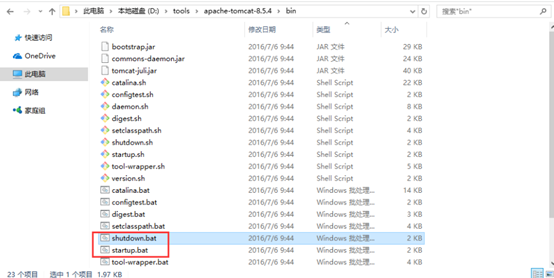 此电脑 > 本地磁盘 (D:) > tools > apache-tomcat-8.5.4 > bin
搜索"bin"
名称 修改日期 类型 大小
快速访问
OneDrive
此电脑
网络
家庭组
bootstrap.jar 2016/7/6 9:44 JAR 文件 29 KB
commons-daemon.jar 2016/7/6 9:44 JAR 文件 24 KB
tomcat-juli.jar 2016/7/6 9:44 JAR 文件 40 KB
catalina.sh 2016/7/6 9:44 Shell Script 22 KB
configtest.sh 2016/7/6 9:44 Shell Script 2 KB
daemon.sh 2016/7/6 9:44 Shell Script 8 KB
digest.sh 2016/7/6 9:44 Shell Script 2 KB
setclasspath.sh 2016/7/6 9:44 Shell Script 4 KB
shutdown.sh 2016/7/6 9:44 Shell Script 2 KB
startup.sh 2016/7/6 9:44 Shell Script 2 KB
tool-wrapper.sh 2016/7/6 9:44 Shell Script 5 KB
version.sh 2016/7/6 9:44 Shell Script 2 KB
catalina.bat 2016/7/6 9:44 Windows 批处理... 14 KB
configtest.bat 2016/7/6 9:44 Windows 批处理... 2 KB
digest.bat 2016/7/6 9:44 Windows 批处理... 3 KB
setclasspath.bat 2016/7/6 9:44 Windows 批处理... 4 KB
shutdown.bat 2016/7/6 9:44 Windows 批处理... 2 KB
startup.bat 2016/7/6 9:44 Windows 批处理... 2 KB
tool-wrapper.bat 2016/7/6 9:44 Windows 批处理... 4 KB
23 个项目 选中 1 个项目 1.97 KB